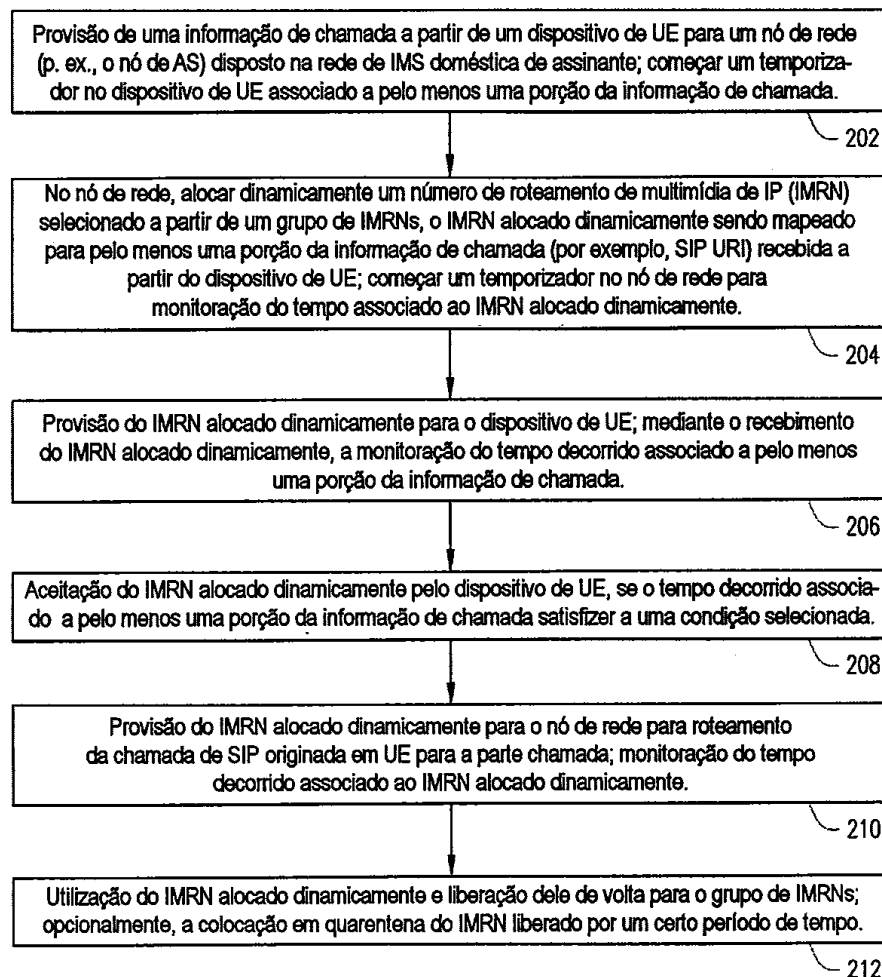 Provisão de uma informação de chamada a partir de um dispositivo de UE para um nó de rede
(p. ex., o nó de AS) disposto na rede de IMS doméstica de assinante; começar um temporiza-
dor no dispositivo de UE associado a pelo menos uma porção da informação de chamada.
202
No nó de rede, alocar dinamicamente um número de roteamento de multimídia de IP (IMRN)
selecionado a partir de um grupo de IMRNs, o IMRN alocado dinamicamente sendo mapeado
para pelo menos uma porção da informação de chamada (por exemplo, SIP URI) recebida a
partir do dispositivo de UE; começar um temporizador no nó de rede para
monitoração do tempo associado ao IMRN alocado dinamicamente.
204
Provisão do IMRN alocado dinamicamente para o dispositivo de UE; mediante o recebimento
do IMRN alocado dinamicamente, a monitoração do tempo decorrido associado a pelo menos
uma porção da informação de chamada.
206
Aceitação do IMRN alocado dinamicamente pelo dispositivo de UE, se o tempo decorrido associa-
do a pelo menos uma porção da informação de chamada satisfizer a uma condição selecionada.
208
Provisão do IMRN alocado dinamicamente para o nó de rede para roteamento
da chamada de SIP originada em UE para a parte chamada; monitoração do tempo
decorrido associado ao IMRN alocado dinamicamente.
210
Utilização do IMRN alocado dinamicamente e liberação dele de volta para o grupo de IMRNs;
opcionalmente, a colocação em quarentena do IMRN liberado por um certo período de tempo.
212